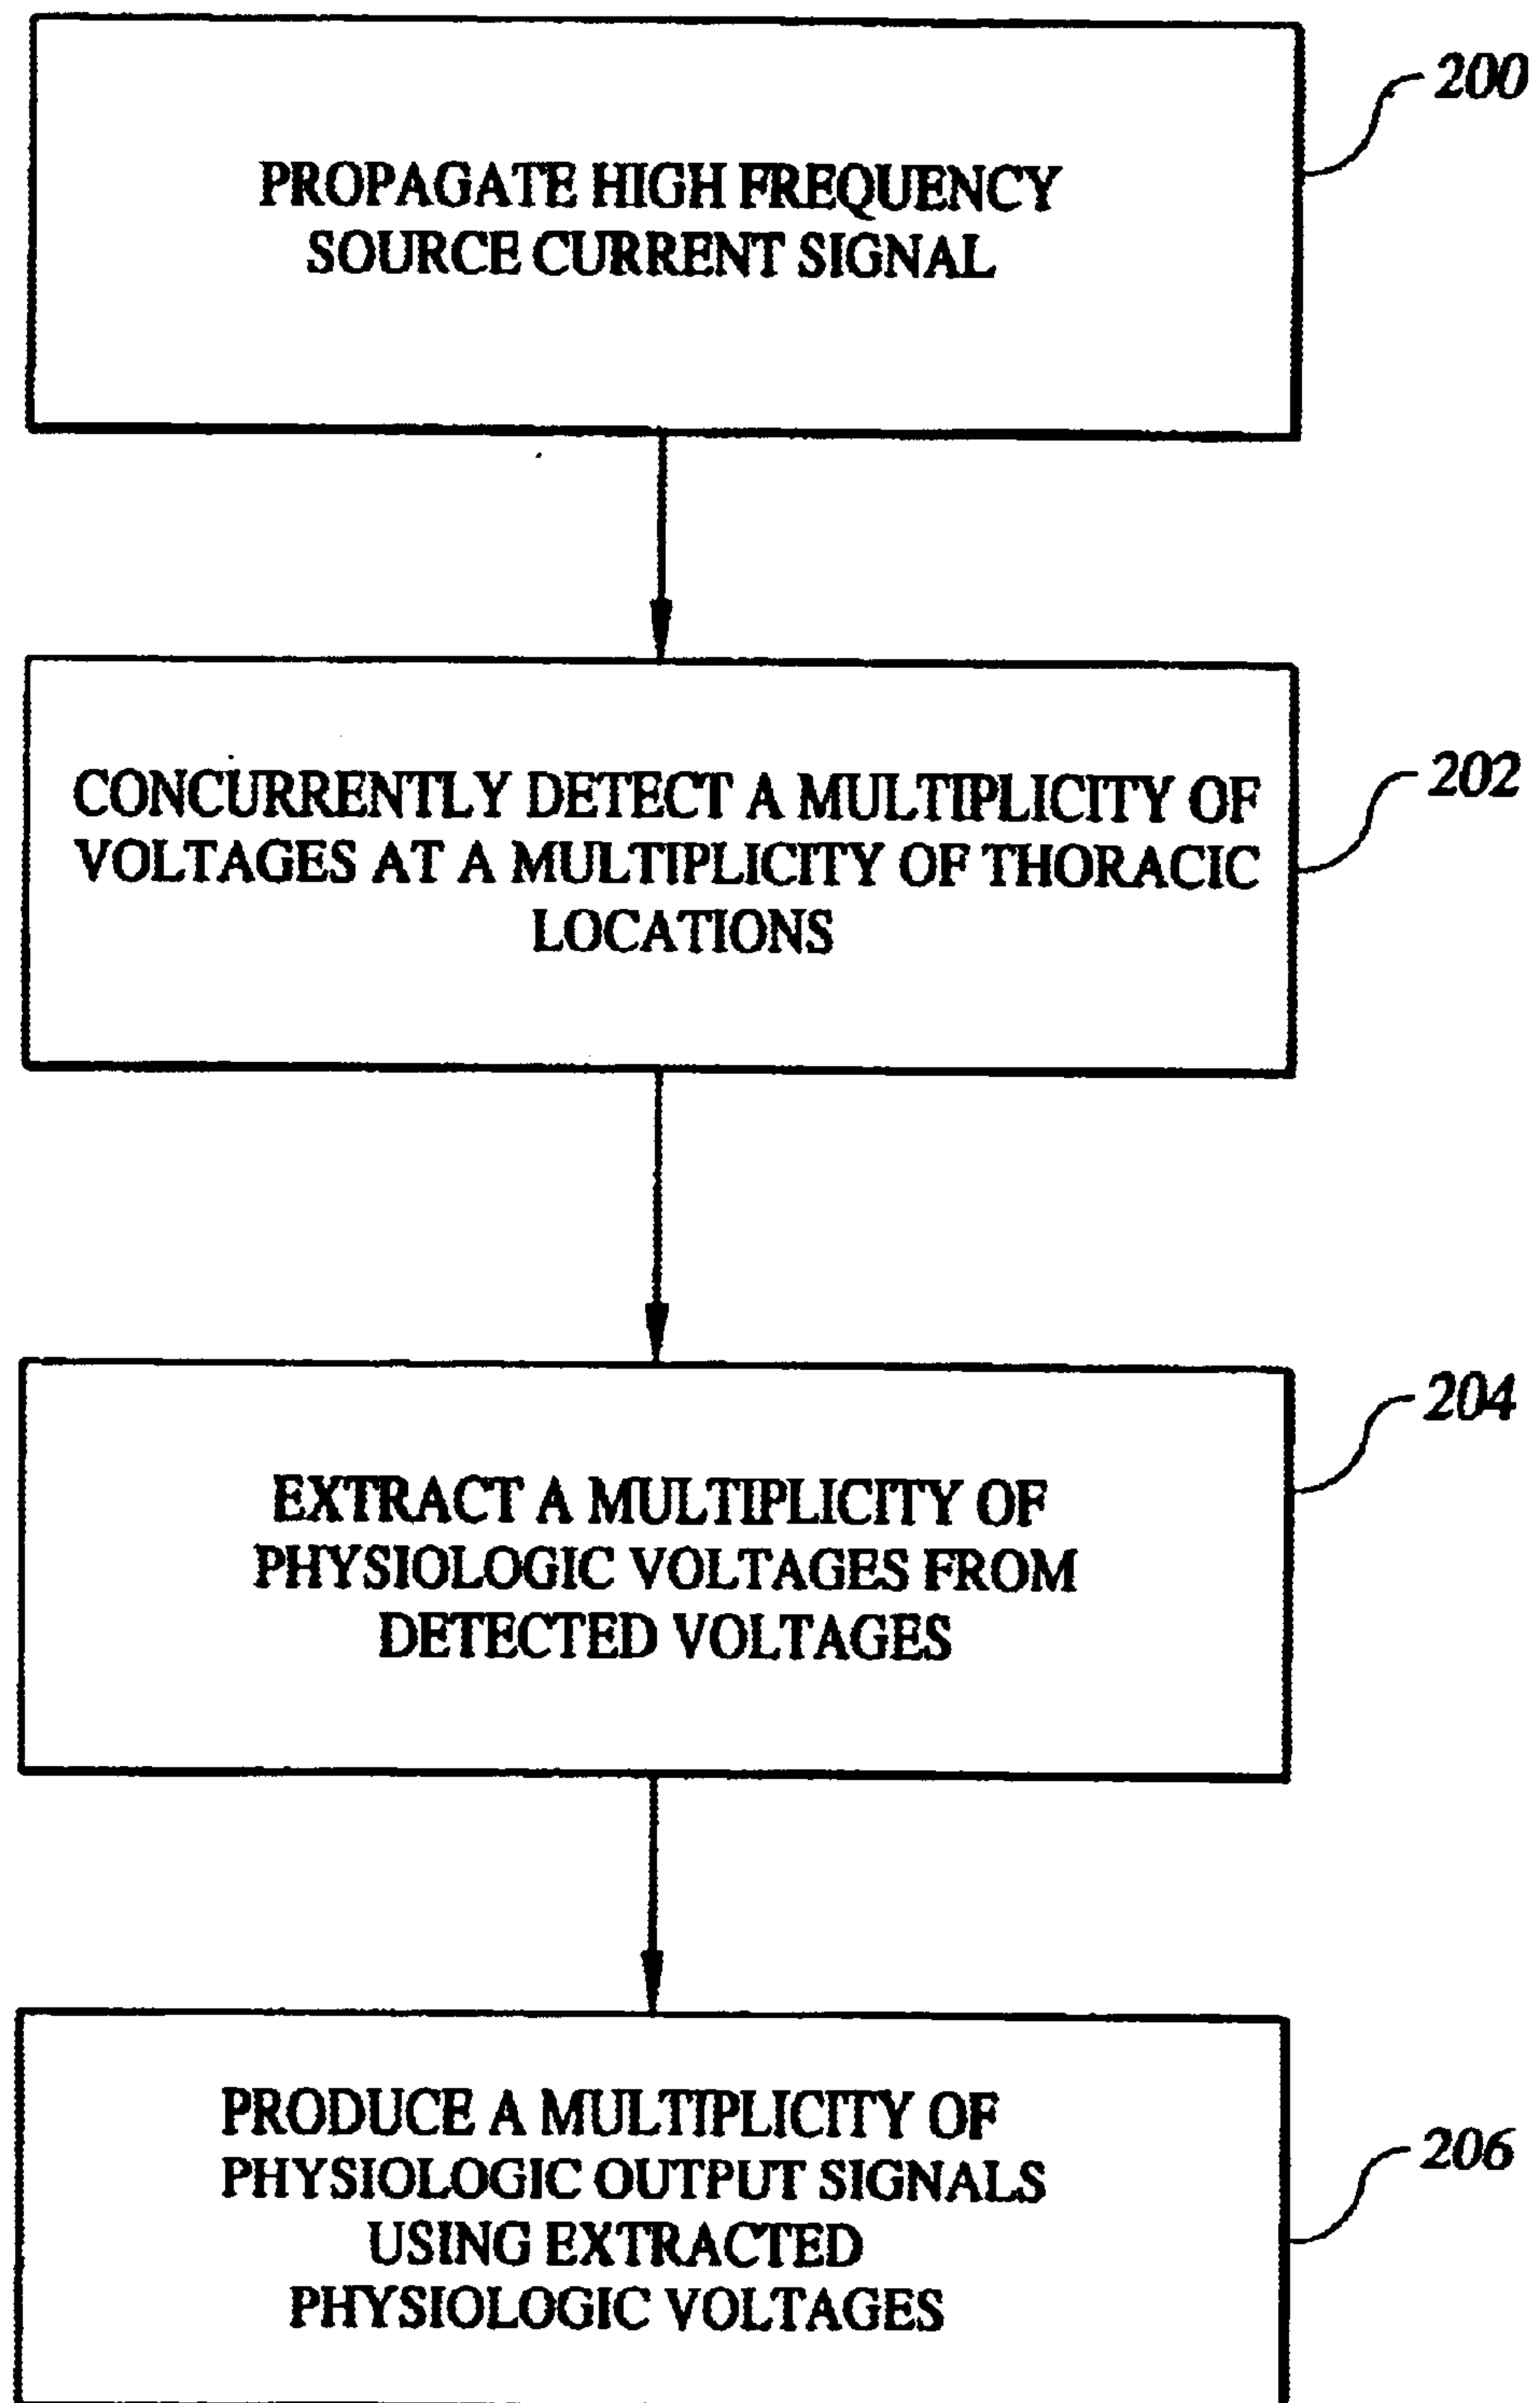 PROPAGATE HIGH FREQUENCY
SOURCE CURRENT SIGNAL
200
CONCURRENTLY DETECT A MULTIPLICITY OF
VOLTAGES AT A MULTIPLICITY OF THORACIC
LOCATIONS
202
EXTRACT A MULTIPLICITY OF
PHYSIOLOGIC VOLTAGES FROM
DETECTED VOLTAGES
204
PRODUCE A MULTIPLICITY OF
PHYSIOLOGIC OUTPUT SIGNALS
USING EXTRACTED
PHYSIOLOGIC VOLTAGES
206